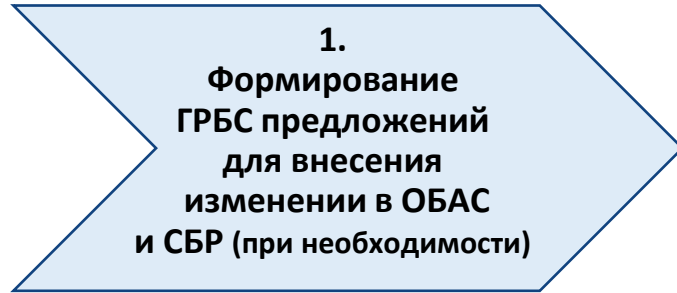 1.
Формирование
ГРБС предложений
для внесения
изменении в ОБАС
и СБР (при необходимости)